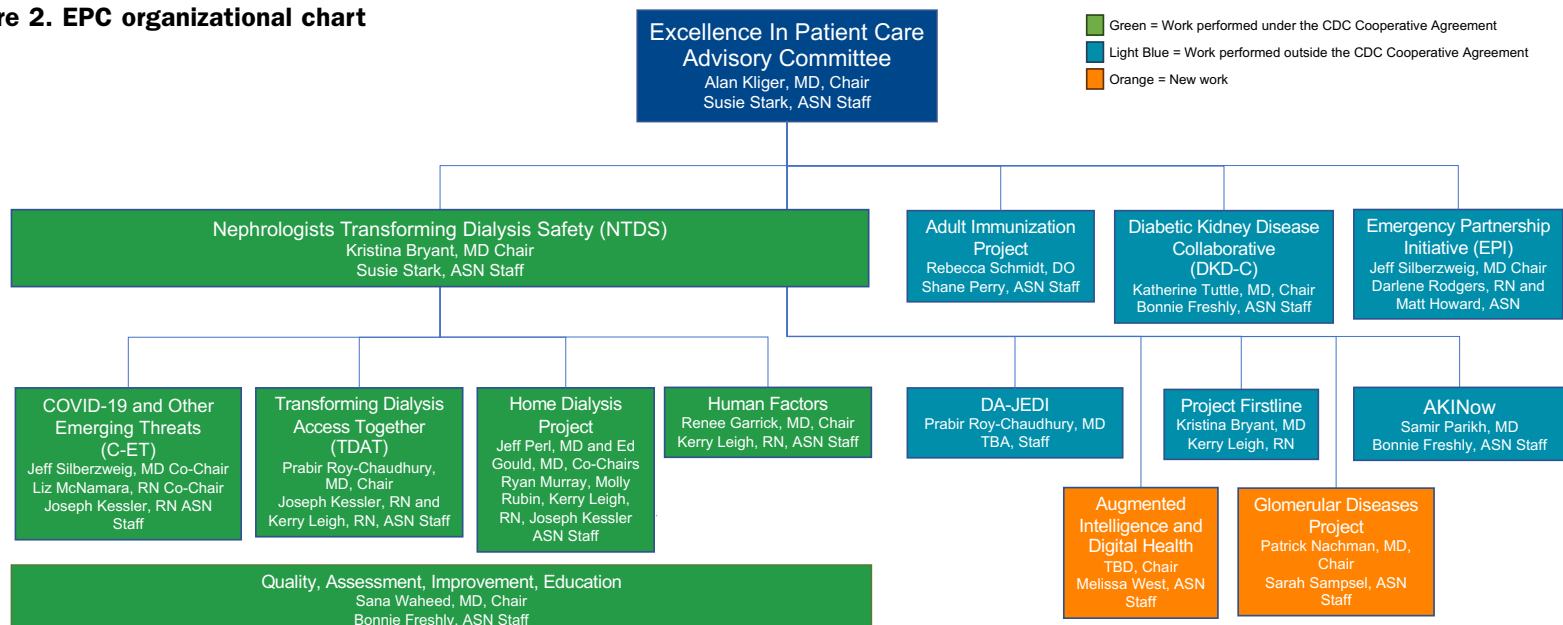 re 2. EPC organizational chart
Excellence In Patient Care
Advisory Committee
Alan Kliger, MD, Chair
Susie Stark, ASN Staff
Green = Work performed under the CDC Cooperative Agreement
Light Blue = Work performed outside the CDC Cooperative Agreement
Orange = New work
Nephrologists Transforming Dialysis Safety (NTDS)
Kristina Bryant, MD Chair
Susie Stark, ASN Staff
Adult Immunization
Project
Rebecca Schmidt, DO
Shane Perry, ASN Staff
Diabetic Kidney Disease
Collaborative
(DKD-C)
Katherine Tuttle, MD, Chair
Bonnie Freshly, ASN Staff
Emergency Partnership
Initiative (EPI)
Jeff Silberzweig, MD Chair
Darlene Rodgers, RN and
Matt Howard, ASN
COVID-19 and Other
Emerging Threats
(C-ET)
Jeff Silberzweig, MD Co-Chair
Liz McNamara, RN Co-Chair
Joseph Kessler, RN ASN
Staff
Transforming Dialysis
Access Together
(TDAT)
Prabir Roy-Chaudhury,
MD, Chair
Joseph Kessler, RN and
Kerry Leigh, RN, ASN Staff
Home Dialysis
Project
Jeff Perl, MD and Ed
Gould, MD, Co-Chairs
Ryan Murray, Molly
Rubin, Kerry Leigh,
RN, Joseph Kessler
ASN Staff
Human Factors
Renee Garrick, MD, Chair
Kerry Leigh, RN, ASN Staff
DA-JEDI
Prabir Roy-Chaudhury, MD
TBA, Staff
Project Firstline
Kristina Bryant, MD
Kerry Leigh, RN
AKINow
Samir Parikh, MD
Bonnie Freshly, ASN Staff
Augmented
Intelligence and
Digital Health
TBD, Chair
Melissa West, ASN
Staff
Glomerular Diseases
Project
Patrick Nachman, MD,
Chair
Sarah Sampsel, ASN
Staff
Quality, Assessment, Improvement, Education
Sana Waheed, MD, Chair
Bonnie Freshly, ASN Staff